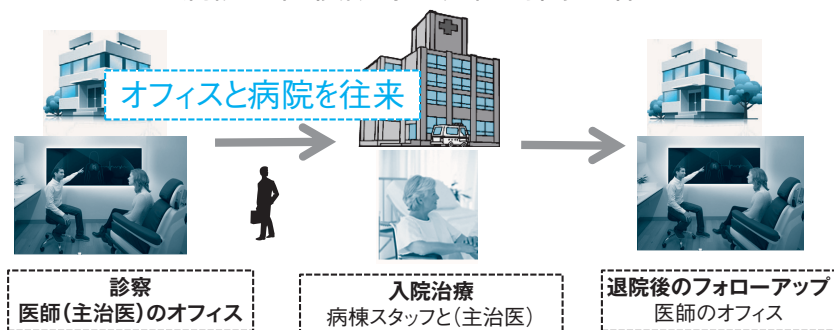 オフィスと病院を往来
診察
医師(主治医)のオフィス
入院治療
病棟スタッフと(主治医)
退院後のフォローアップ
医師のオフィス